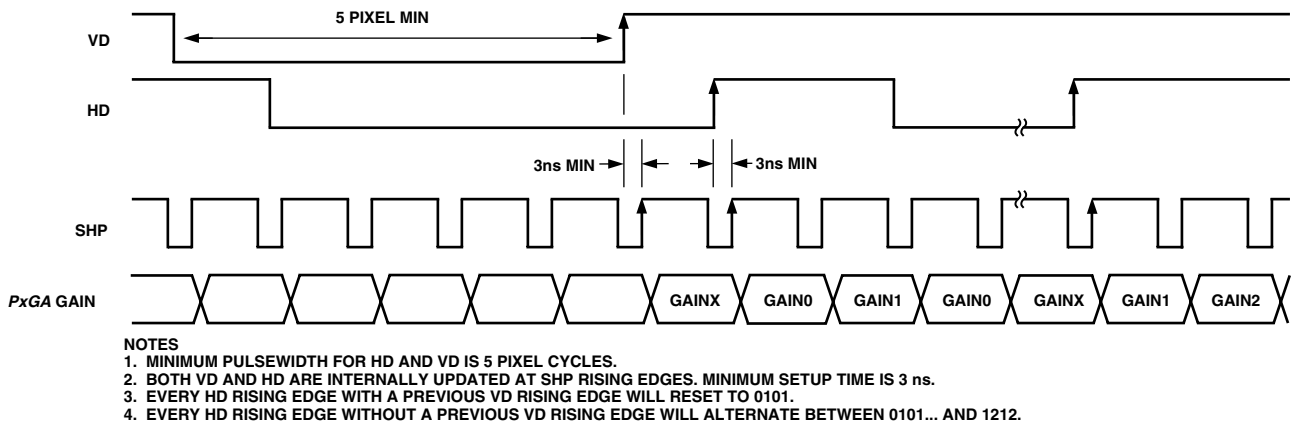 5 PIXEL MIN
VD
HD
3ns MIN
3ns MIN
SHP
PxGA GAIN
GAINX
GAIN0
GAIN1
GAIN0
GAINX
GAIN1
GAIN2
NOTES
1. MINIMUM PULSEWIDTH FOR HD AND VD IS 5 PIXEL CYCLES.
2. BOTH VD AND HD ARE INTERNALLY UPDATED AT SHP RISING EDGES. MINIMUM SETUP TIME IS 3 ns.
3. EVERY HD RISING EDGE WITH A PREVIOUS VD RISING EDGE WILL RESET TO 0101.
4. EVERY HD RISING EDGE WITHOUT A PREVIOUS VD RISING EDGE WILL ALTERNATE BETWEEN 0101... AND 1212.